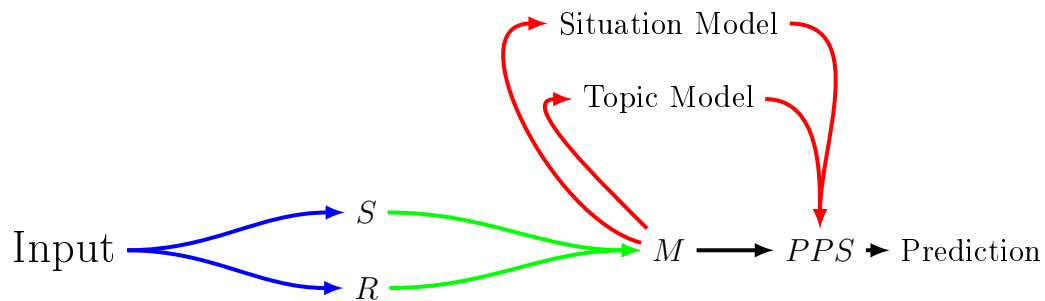 Situation Model
Topic Model
S
Input
M
PPS
Prediction
R